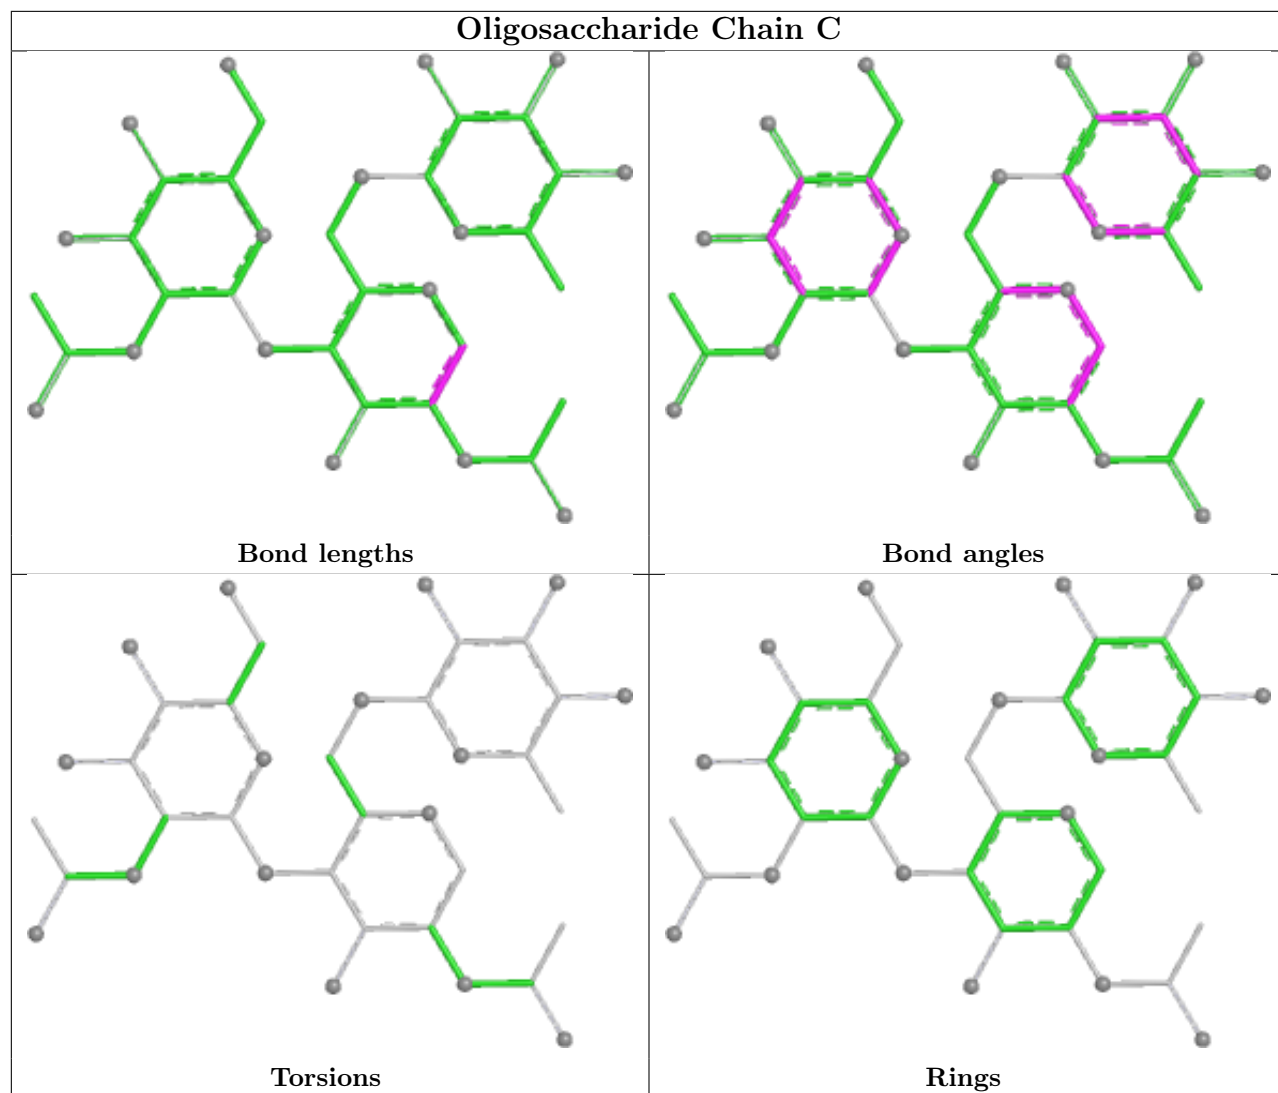 Oligosaccharide Chain C
Bond lengths
Bond angles
Torsions
Rings